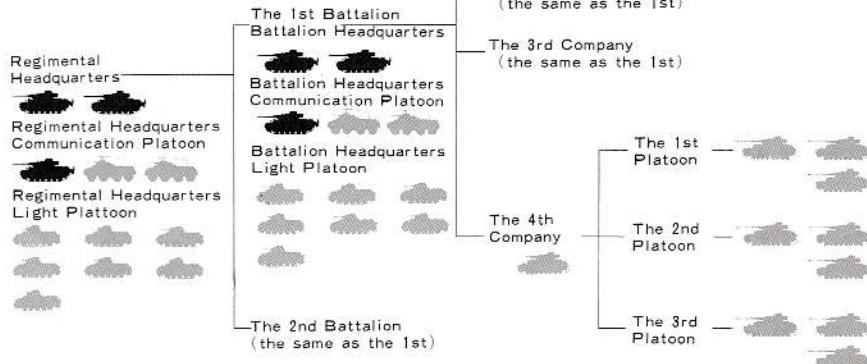 (the same as the 1st)
The 1st Battalion
Battalion Headquarters
The 3rd Company
(the same as the 1st)
Regimental
Headquarters
Battalion Headquarters
Communication Platoon
Regimental Headquarters
Communication Platoon
Battalion Headquarters
Light Platoon
Regimental Headquarters
Light Plattoon
The 4th
Company
The 1st
Platoon
The 2nd
Platoon
The 3rd
Platoon
The 2nd Battalion
(the same as the 1st)